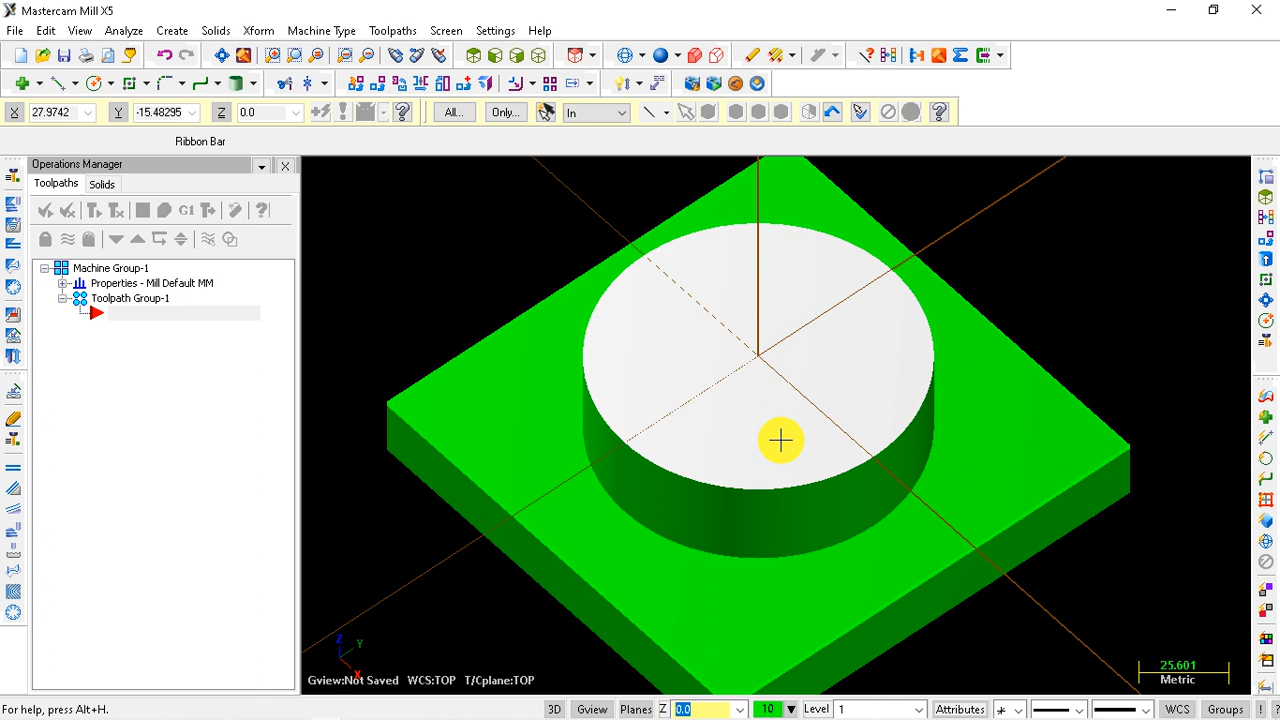 Mastercam Mill X5
File Edit View Analyze Create Solids Xform Machine Type Toolpaths Screen Settings Help
X 27.9742 Y -15.48295 Z 0.0 All... Only... In
Ribbon Bar
Operations Manager
Toolpaths Solids
G1
Machine Group-1
Properties - Mill Default MM
Toolpath Group-1
Z
Y
X
25.601
Metric
Gview:Not Saved WCS:TOP T/Cplane:TOP
For help, press Alt+H. 3D Gview Planes Z 0.0 10 Level 1 Attributes WCS Groups